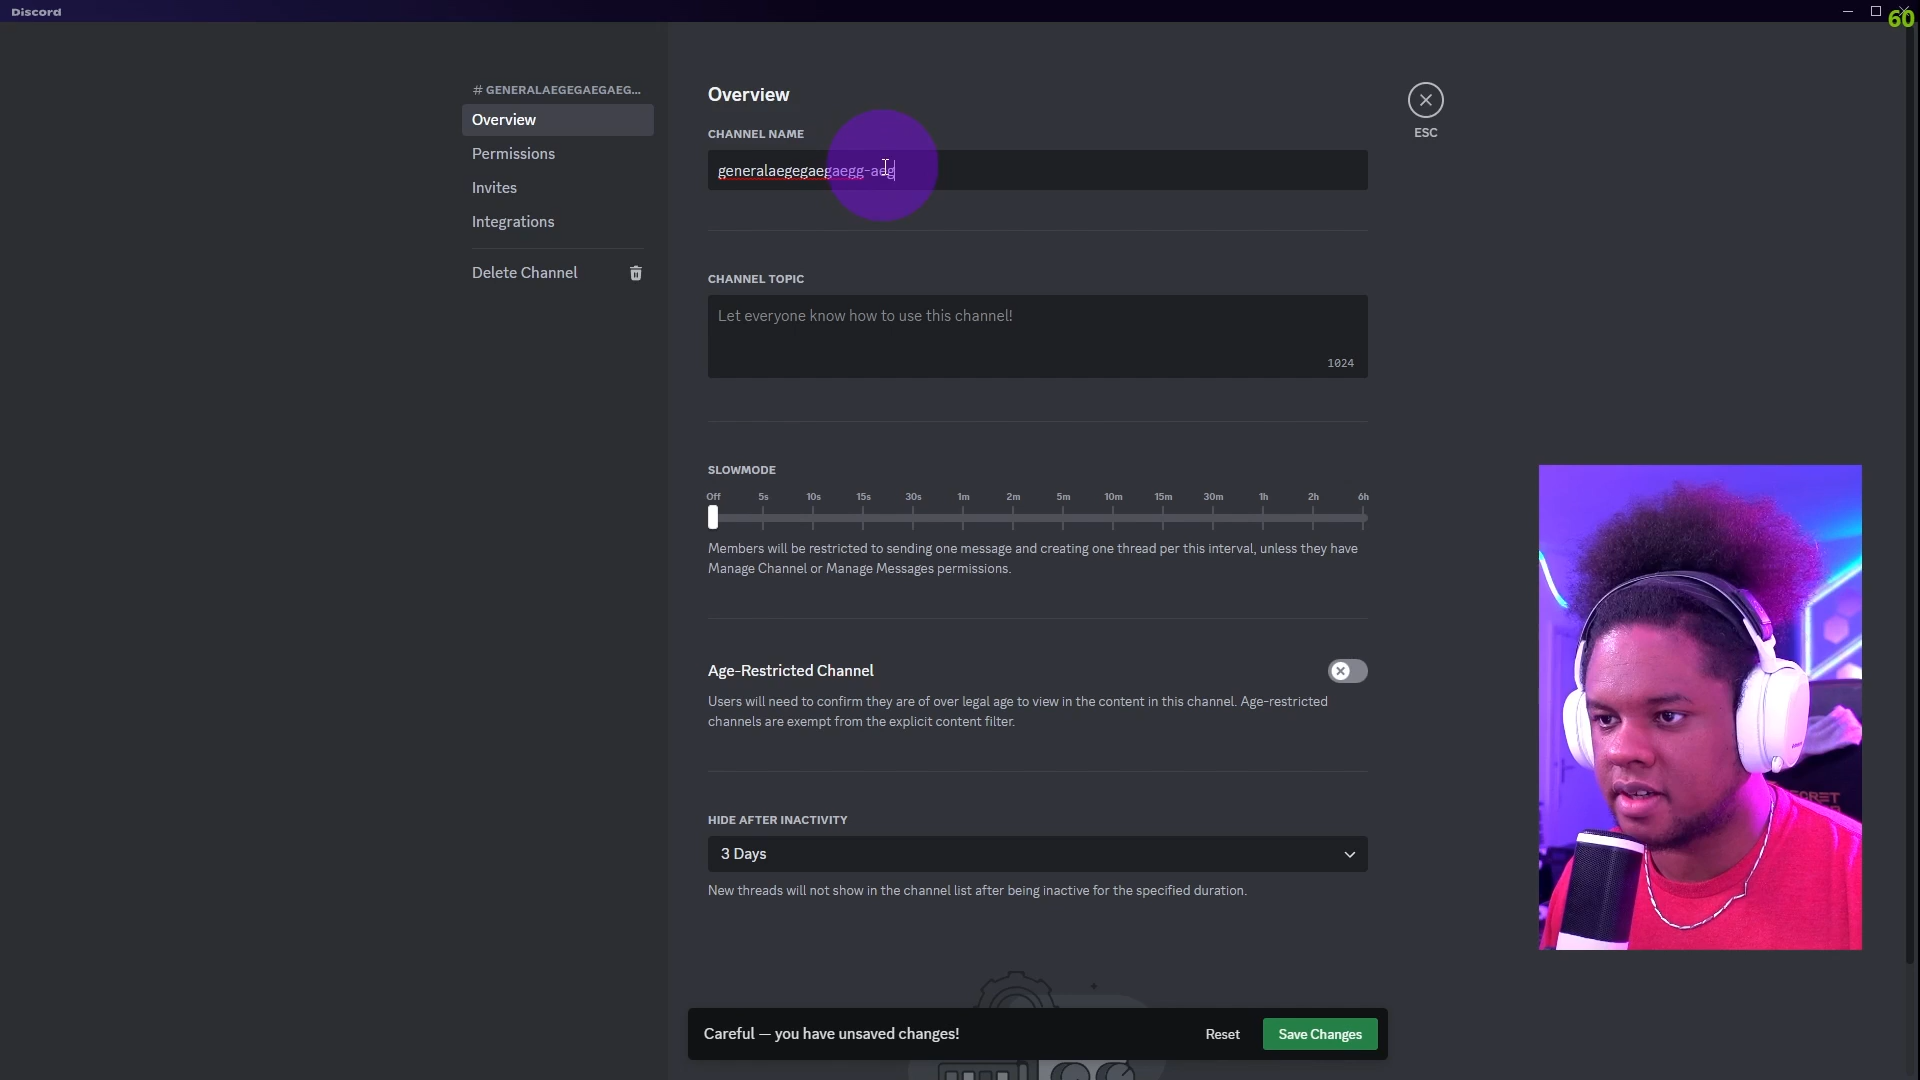 Discord
60
# GENERALAEGEGAEGAEG...
Overview
Permissions
Invites
Integrations
Delete Channel
Overview
ESC
CHANNEL NAME
generalaegegaegaegg-aeg
CHANNEL TOPIC
Let everyone know how to use this channel!
1024
SLOWMODE
Off 5s 10s 15s 30s 1m 2m 5m 10m 15m 30m 1h 2h 6h
Members will be restricted to sending one message and creating one thread per this interval, unless they have
Manage Channel or Manage Messages permissions.
Age-Restricted Channel
Users will need to confirm they are of over legal age to view in the content in this channel. Age-restricted
channels are exempt from the explicit content filter.
HIDE AFTER INACTIVITY
3 Days
New threads will not show in the channel list after being inactive for the specified duration.
Careful — you have unsaved changes!
Reset
Save Changes